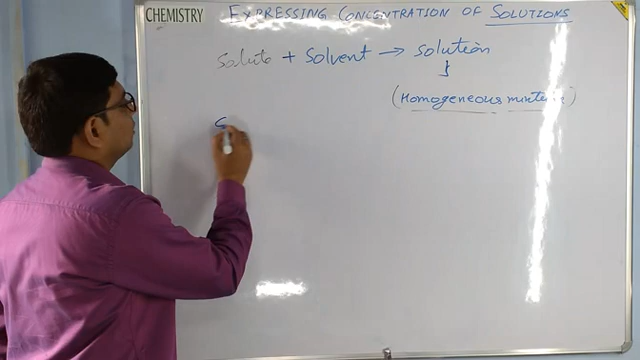 CHEMISTRY EXPRESSING CONCENTRATION OF SOLUTIONS
Solute + Solvent → Solution
(Homogeneous mixture)
S